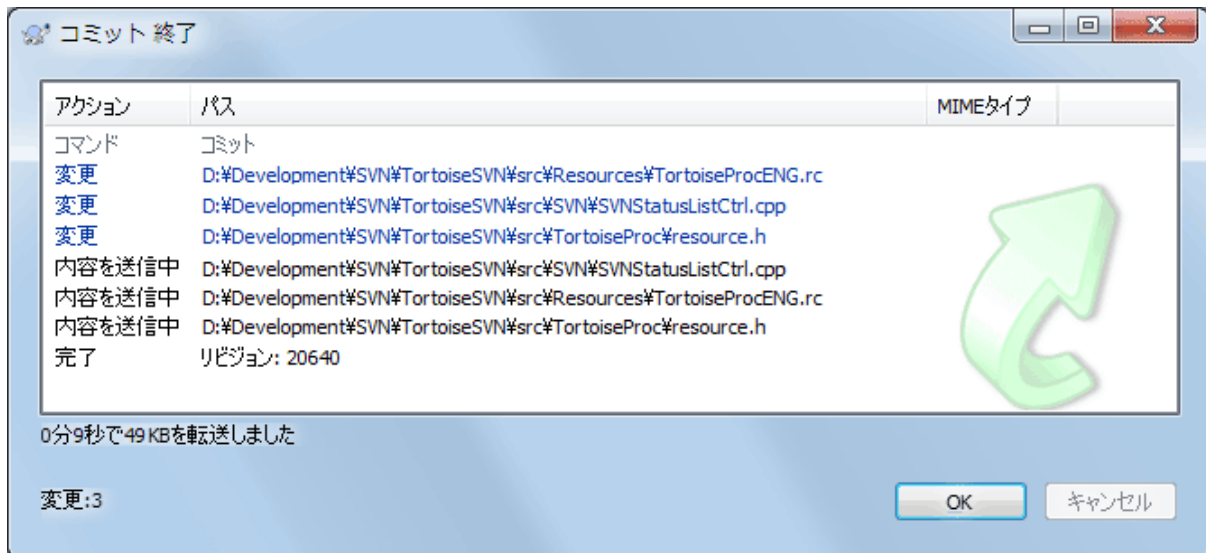 コミット 終了
アクション パス MIMEタイプ
コマンド コミット
変更 D:¥Development¥SVN¥TortoiseSVN¥src¥Resources¥TortoiseProcENG.rc
変更 D:¥Development¥SVN¥TortoiseSVN¥src¥SVN¥SVNStatusListCtrl.cpp
変更 D:¥Development¥SVN¥TortoiseSVN¥src¥TortoiseProc¥resource.h
内容を送信中 D:¥Development¥SVN¥TortoiseSVN¥src¥SVN¥SVNStatusListCtrl.cpp
内容を送信中 D:¥Development¥SVN¥TortoiseSVN¥src¥Resources¥TortoiseProcENG.rc
内容を送信中 D:¥Development¥SVN¥TortoiseSVN¥src¥TortoiseProc¥resource.h
完了 リビジョン: 20640
0分9秒で49 KBを転送しました
変更:3 OK キャンセル